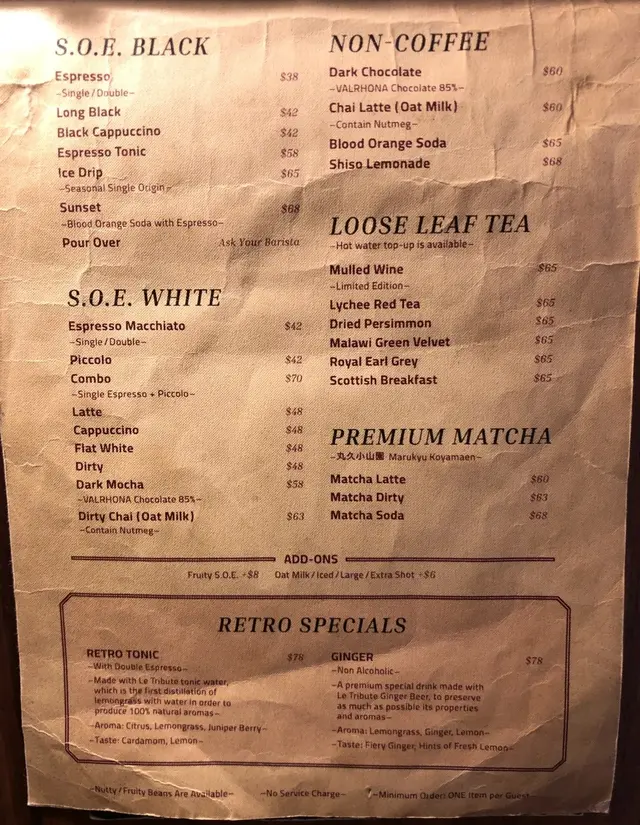 S.O.E. BLACK
Espresso $38
~Single/Double~
Long Black $42
Black Cappuccino $42
Espresso Tonic $58
Ice Drip $65
~Seasonal Single Origin~
Sunset $68
~Blood Orange Soda with Espresso~
Pour Over Ask Your Barista
S.O.E. WHITE
Espresso Macchiato $42
~Single/Double~
Piccolo $42
Combo $70
~Single Espresso + Piccolo~
Latte $48
Cappuccino $48
Flat White $48
Dirty $48
Dark Mocha $58
~VALRHONA Chocolate 85%~
Dirty Chai (Oat Milk) $63
~Contain Nutmeg~
NON-COFFEE
Dark Chocolate $60
~VALRHONA Chocolate 85%~
Chai Latte (Oat Milk) $60
~Contain Nutmeg~
Blood Orange Soda $65
Shiso Lemonade $68
LOOSE LEAF TEA
~Hot water top-up is available~
Mulled Wine $65
~Limited Edition~
Lychee Red Tea $65
Dried Persimmon $65
Malawi Green Velvet $65
Royal Earl Grey $65
Scottish Breakfast $65
PREMIUM MATCHA
~丸久小山園 Marukyu Koyamaen~
Matcha Latte $60
Matcha Dirty $63
Matcha Soda $68
ADD-ONS
Fruity S.O.E. +$8 Oat Milk/Iced/Large/Extra Shot +$6
RETRO SPECIALS
RETRO TONIC $78
~With Double Espresso~
~Made with Le Tribute tonic water,
which is the first distillation of
lemongrass with water in order to
produce 100% natural aromas~
~Aroma: Citrus, Lemongrass, Juniper Berry~
~Taste: Cardamom, Lemon~
GINGER $78
~Non Alcoholic~
~A premium special drink made with
Le Tribute Ginger Beer, to preserve
as much as possible its properties
and aromas~
~Aroma: Lemongrass, Ginger, Lemon~
~Taste: Fiery Ginger, Hints of Fresh Lemon~
~Nutty/Fruity Beans Are Available~ ~No Service Charge~ ~Minimum Order: ONE Item per Guest~